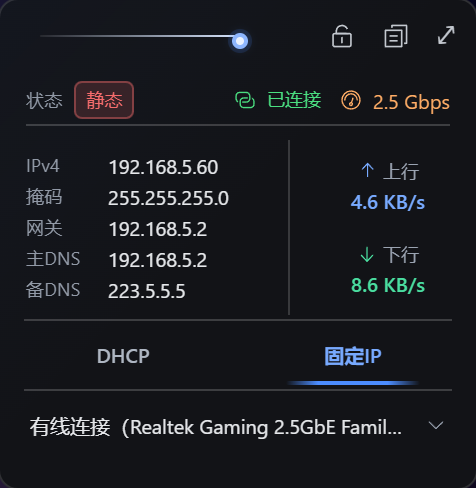 状态 静态 已连接 2.5 Gbps
IPv4 192.168.5.60
掩码 255.255.255.0
网关 192.168.5.2
主DNS 192.168.5.2
备DNS 223.5.5.5
上行
4.6 KB/s
下行
8.6 KB/s
DHCP 固定IP
有线连接（Realtek Gaming 2.5GbE Famil...